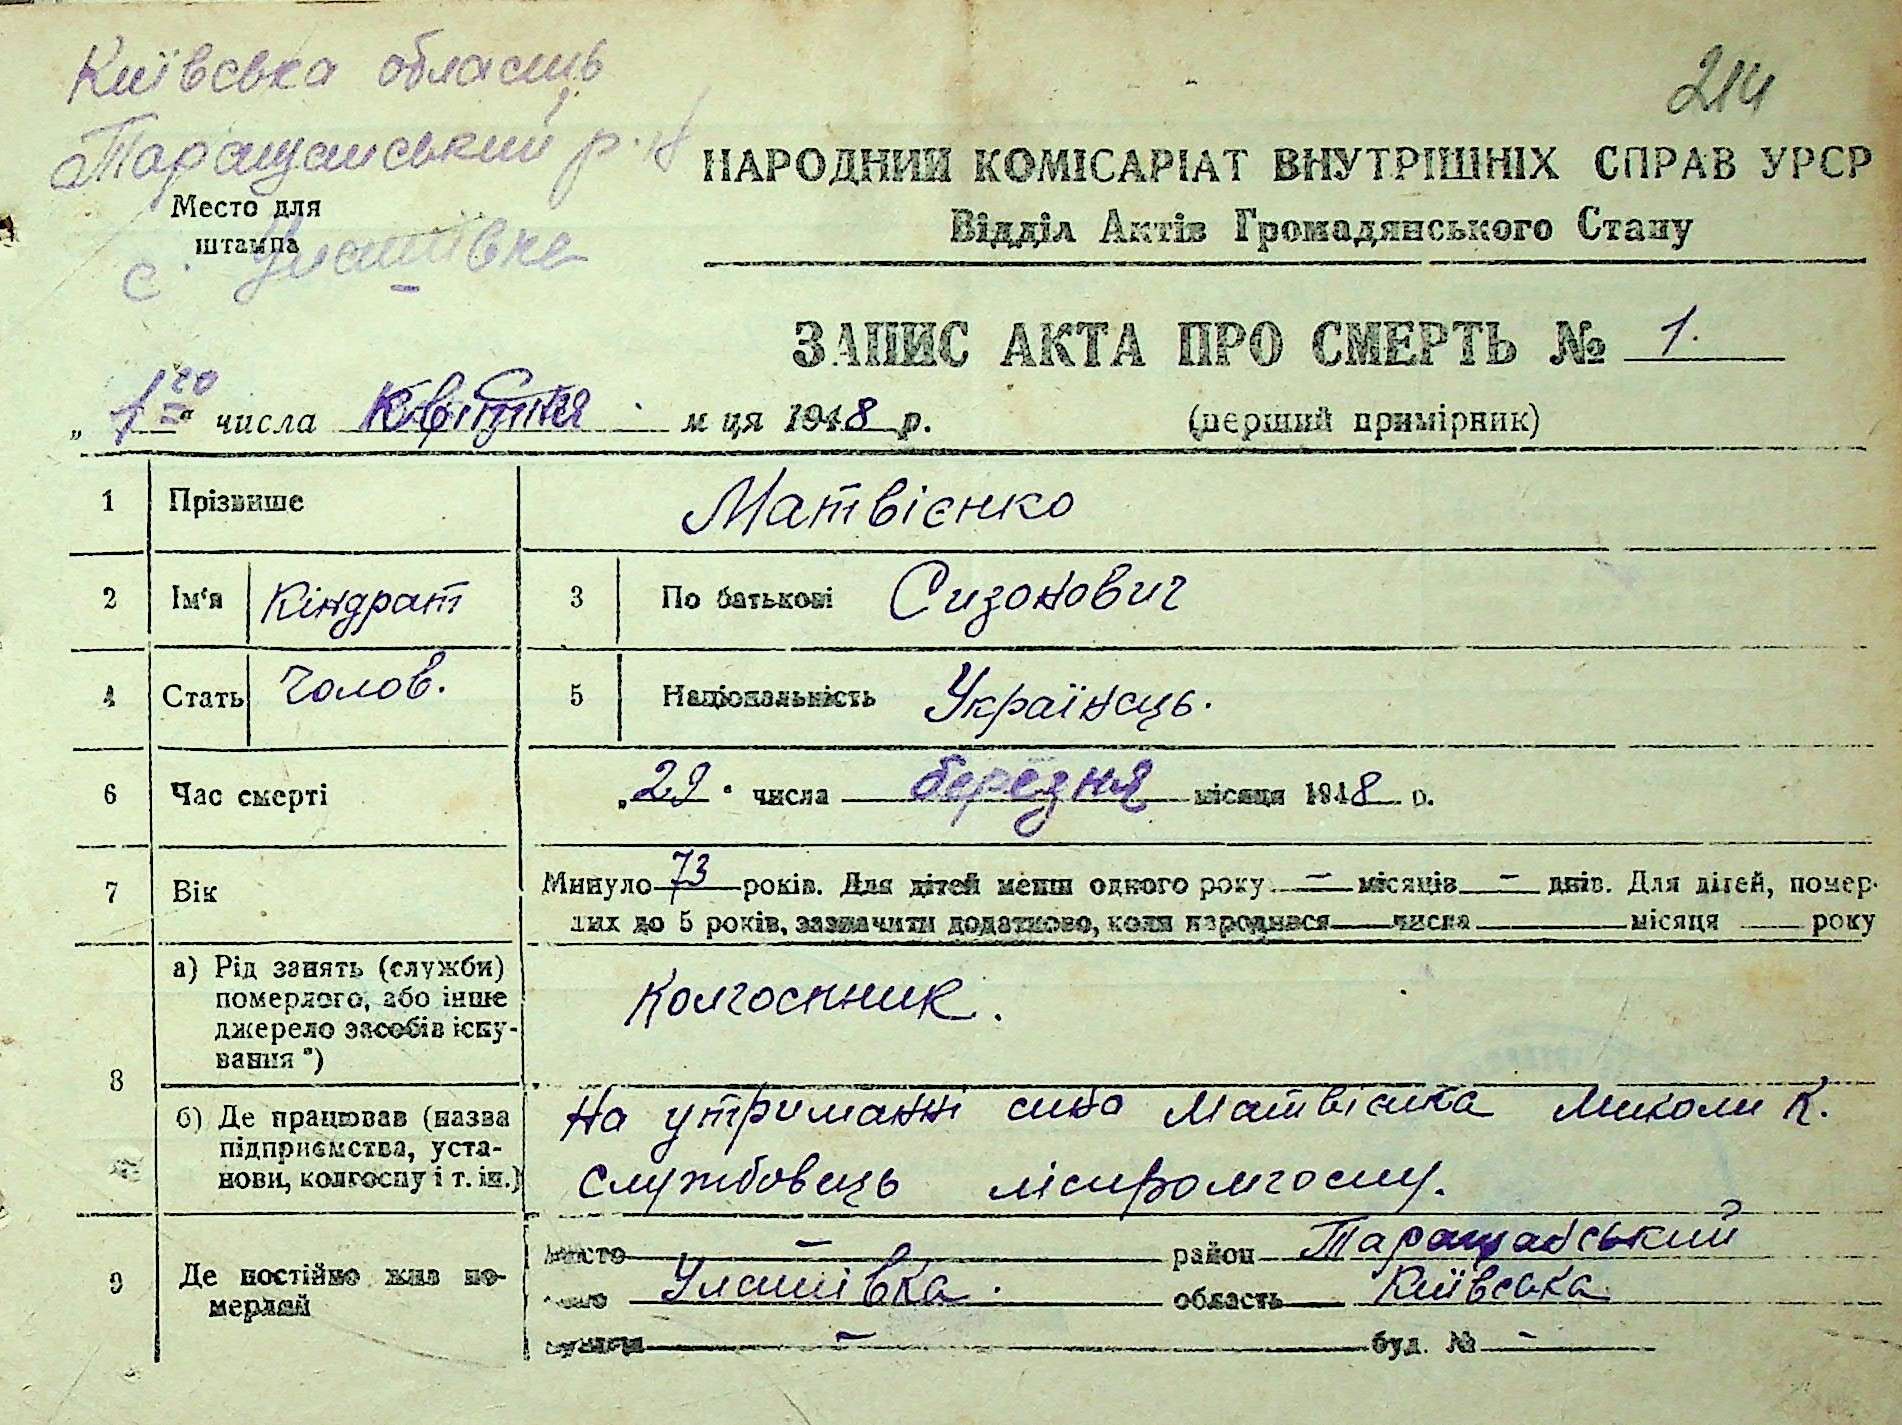 Київська область
214
Таращанський р-н
НАРОДНИЙ КОМІСАРІАТ ВНУТРІШНІХ СПРАВ УРСР
Место для
штампа
Відділ Актів Громадянського Стану
с. Улашівка
ЗАПИС АКТА ПРО СМЕРТЬ № 1.
„1го“ числа Квітня м ця 1948 р.
(перший примірник)
1 Прізвище Матвієнко
2 Ім'я Кіндрат 3 По батькові Сизонович
4 Стать Чолов. 5 Національність Українець.
6 Час смерті „29“ числа березня місяця 1948 р.
7 Вік Минуло 73 років. Для дітей менш одного року — місяців — днів. Для дітей, помер-
лих до 5 років, зазначити додатково, коли народився числа місяця року
8 а) Рід занять (служби)
померлого, або інше
джерело засобів існу-
вання *)
Колгоспник.
б) Де працював (назва
підприємства, уста-
нови, колгоспу і т. ін.)
На утриманні сина Матвієнка Миколи К.
службовець ліспромгоспу.
9 Де постійно жив по-
мерлий
місто — район Таращанський
село Улашівка. область Київська
вулиця — буд. № —